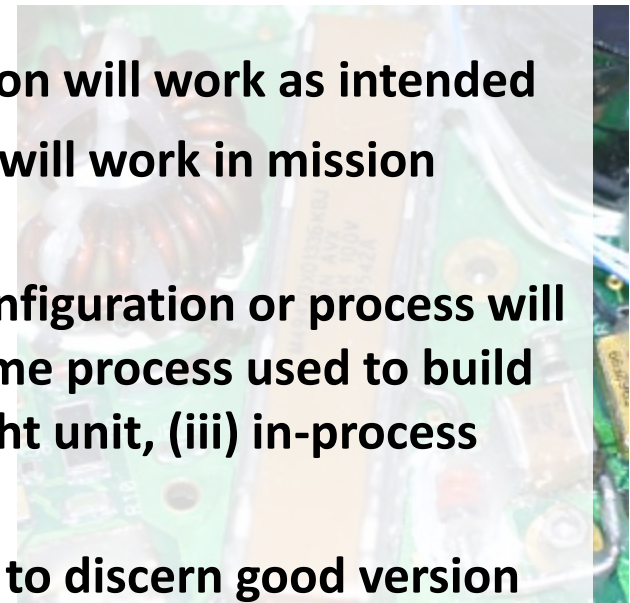 on will work as intended
will work in mission
nfiguration or process will
me process used to build
ht unit, (iii) in-process
to discern good version